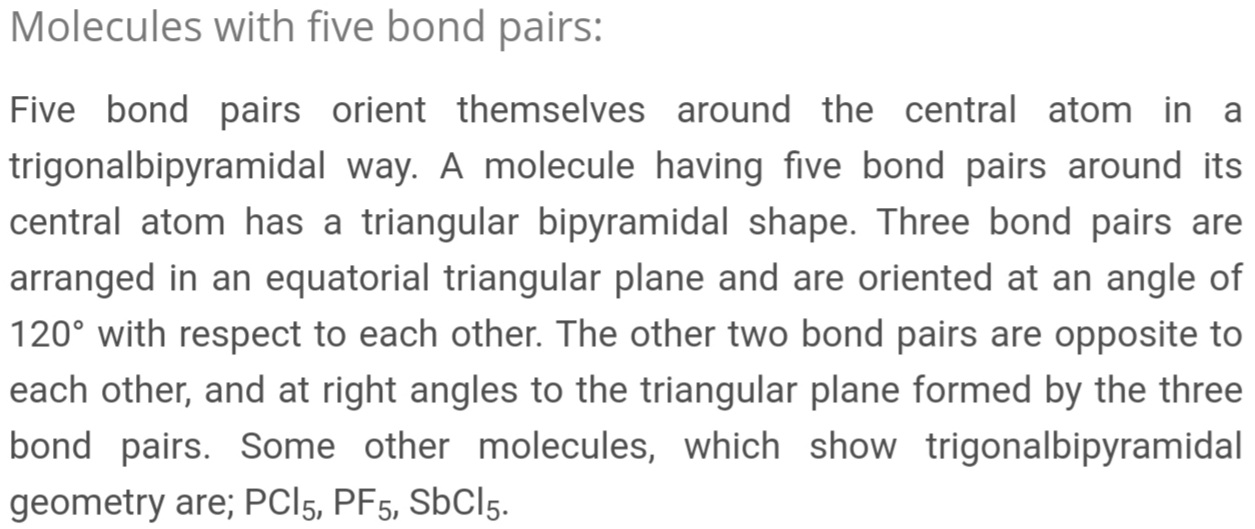 Molecules with five bond pairs:
Five bond pairs orient themselves around the central atom in a
trigonalbipyramidal way. A molecule having five bond pairs around its
central atom has a triangular bipyramidal shape. Three bond pairs are
arranged in an equatorial triangular plane and are oriented at an angle of
120° with respect to each other. The other two bond pairs are opposite to
each other, and at right angles to the triangular plane formed by the three
bond pairs. Some other molecules, which show trigonalbipyramidal
geometry are; PCl₅, PF₅, SbCl₅.